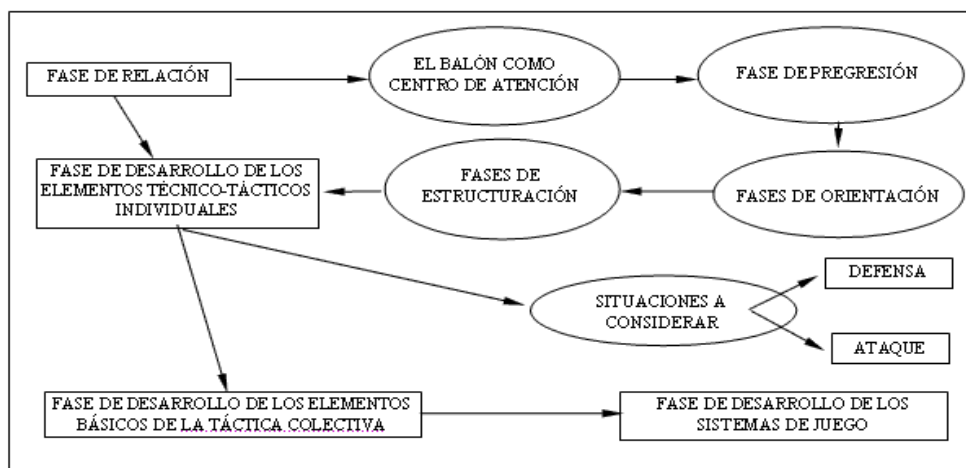 FASE DE RELACIÓN
EL BALÓN COMO
CENTRO DE ATENCIÓN
FASE DE PREGRESIÓN
FASE DE DESARROLLO DE LOS
ELEMENTOS TÉCNICO-TÁCTICOS
INDIVIDUALES
FASES DE
ESTRUCTURACIÓN
FASES DE ORIENTACIÓN
SITUACIONES A
CONSIDERAR
DEFENSA
ATAQUE
FASE DE DESARROLLO DE LOS ELEMENTOS
BÁSICOS DE LA TÁCTICA COLECTIVA
FASE DE DESARROLLO DE LOS
SISTEMAS DE JUEGO